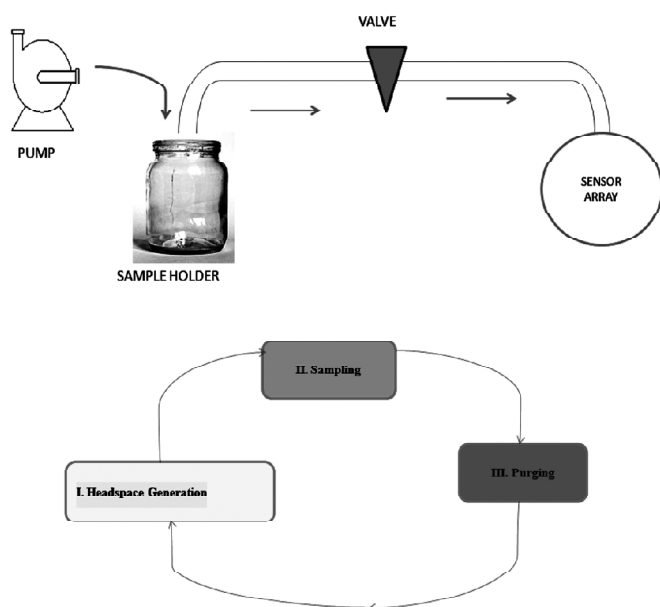 VALVE
PUMP
SENSOR
ARRAY
SAMPLE HOLDER
II. Sampling
III. Purging
I. Headspace Generation